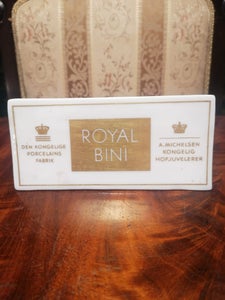 DEN KONGELIGE
PORCELAINS
FABRIK
ROYAL
BINI
A. MICHELSEN
KONGELIG
HOFJUVELERER